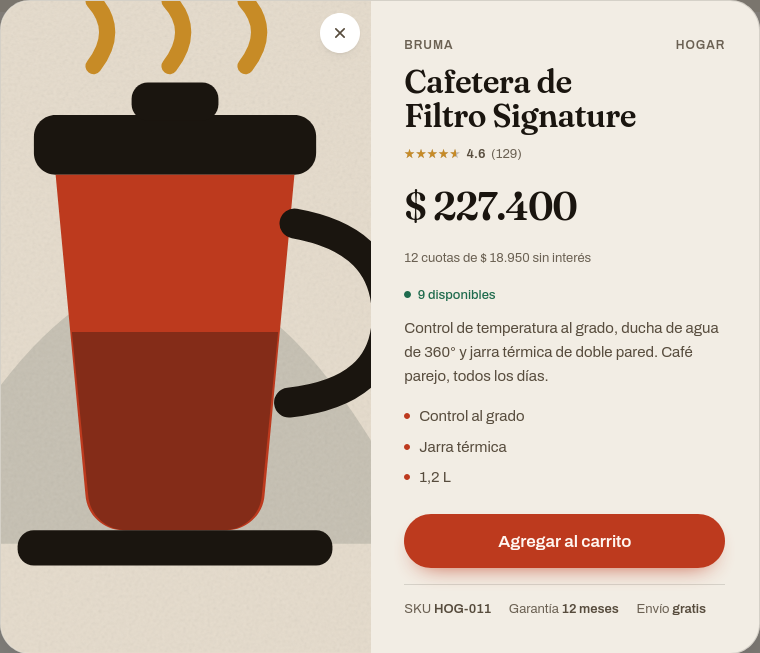 BRUMA HOGAR
Cafetera de
Filtro Signature
★★★★★ 4.6 (129)
$ 227.400
12 cuotas de $ 18.950 sin interés
9 disponibles
Control de temperatura al grado, ducha de agua
de 360° y jarra térmica de doble pared. Café
parejo, todos los días.
Control al grado
Jarra térmica
1,2 L
Agregar al carrito
SKU HOG-011 Garantía 12 meses Envío gratis